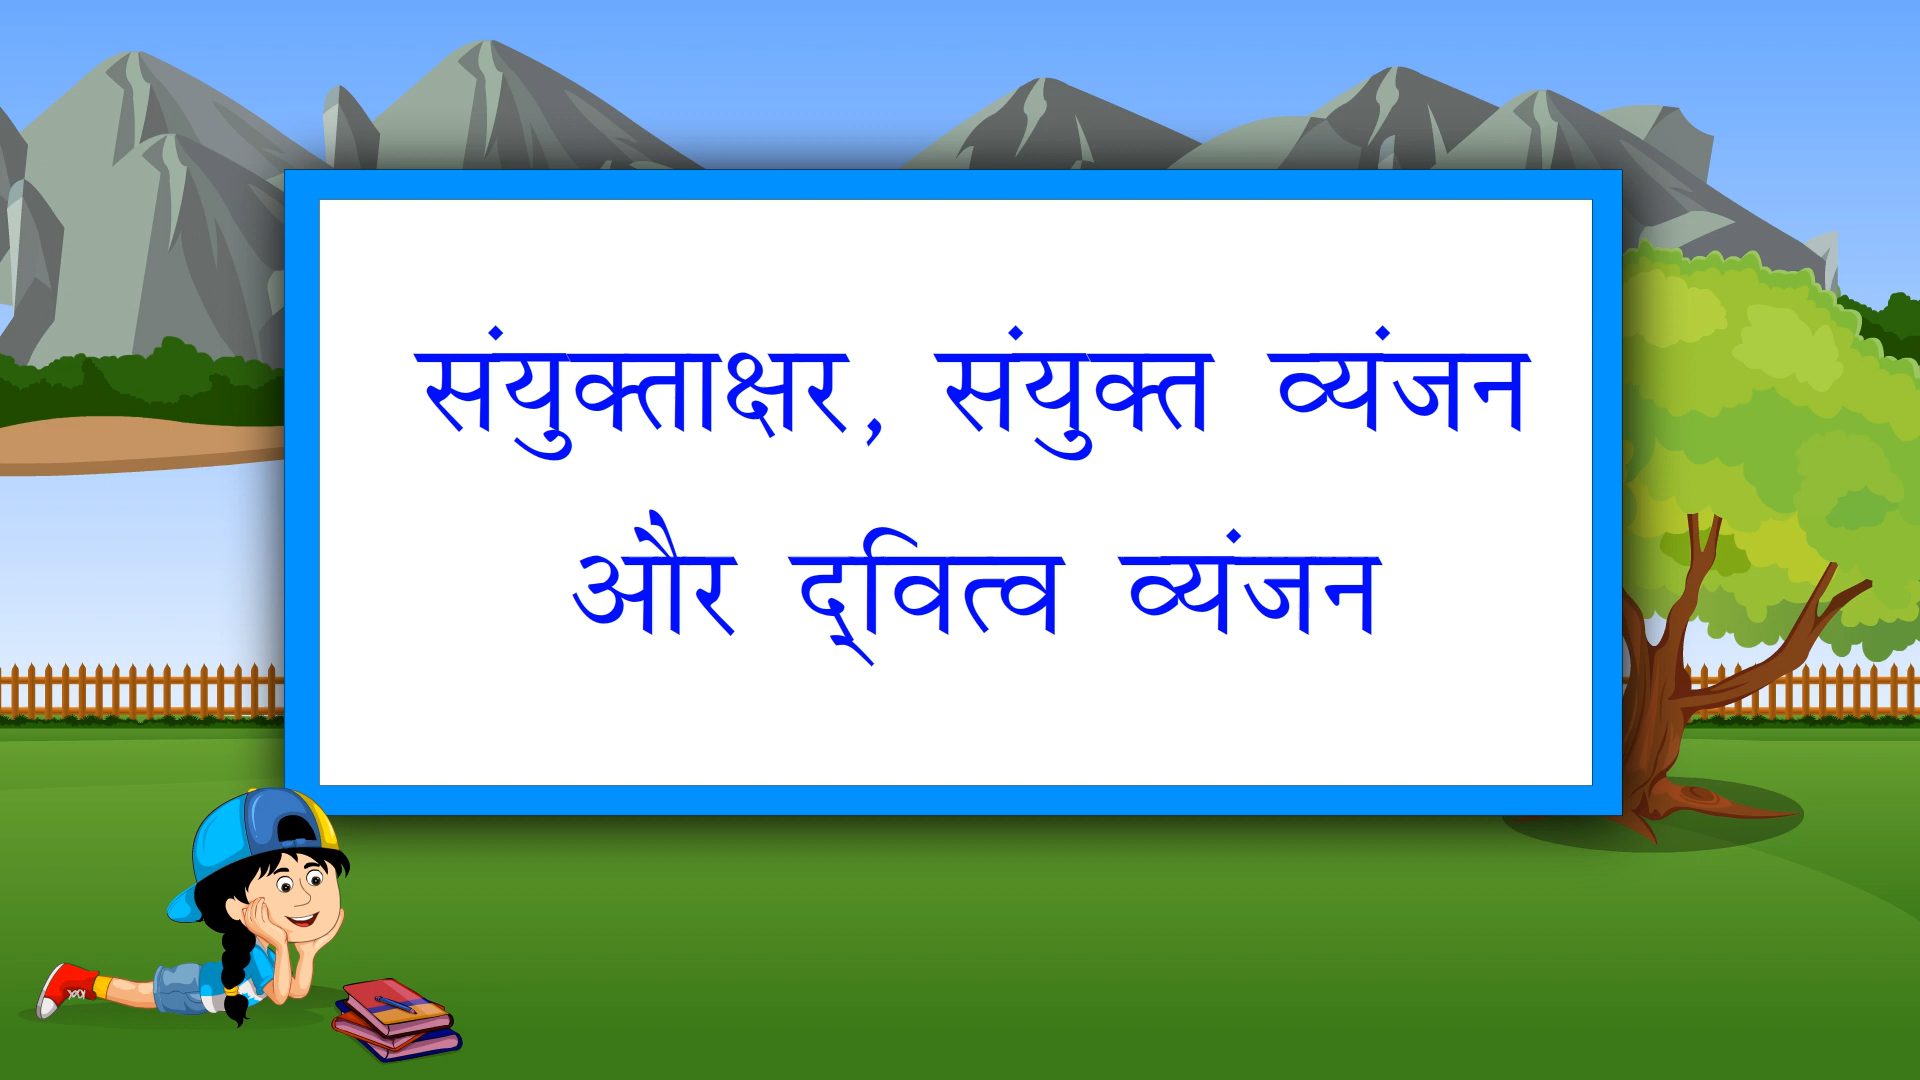 संयुक्ताक्षर, संयुक्त व्यंजन
और द्‌वित्व व्यंजन